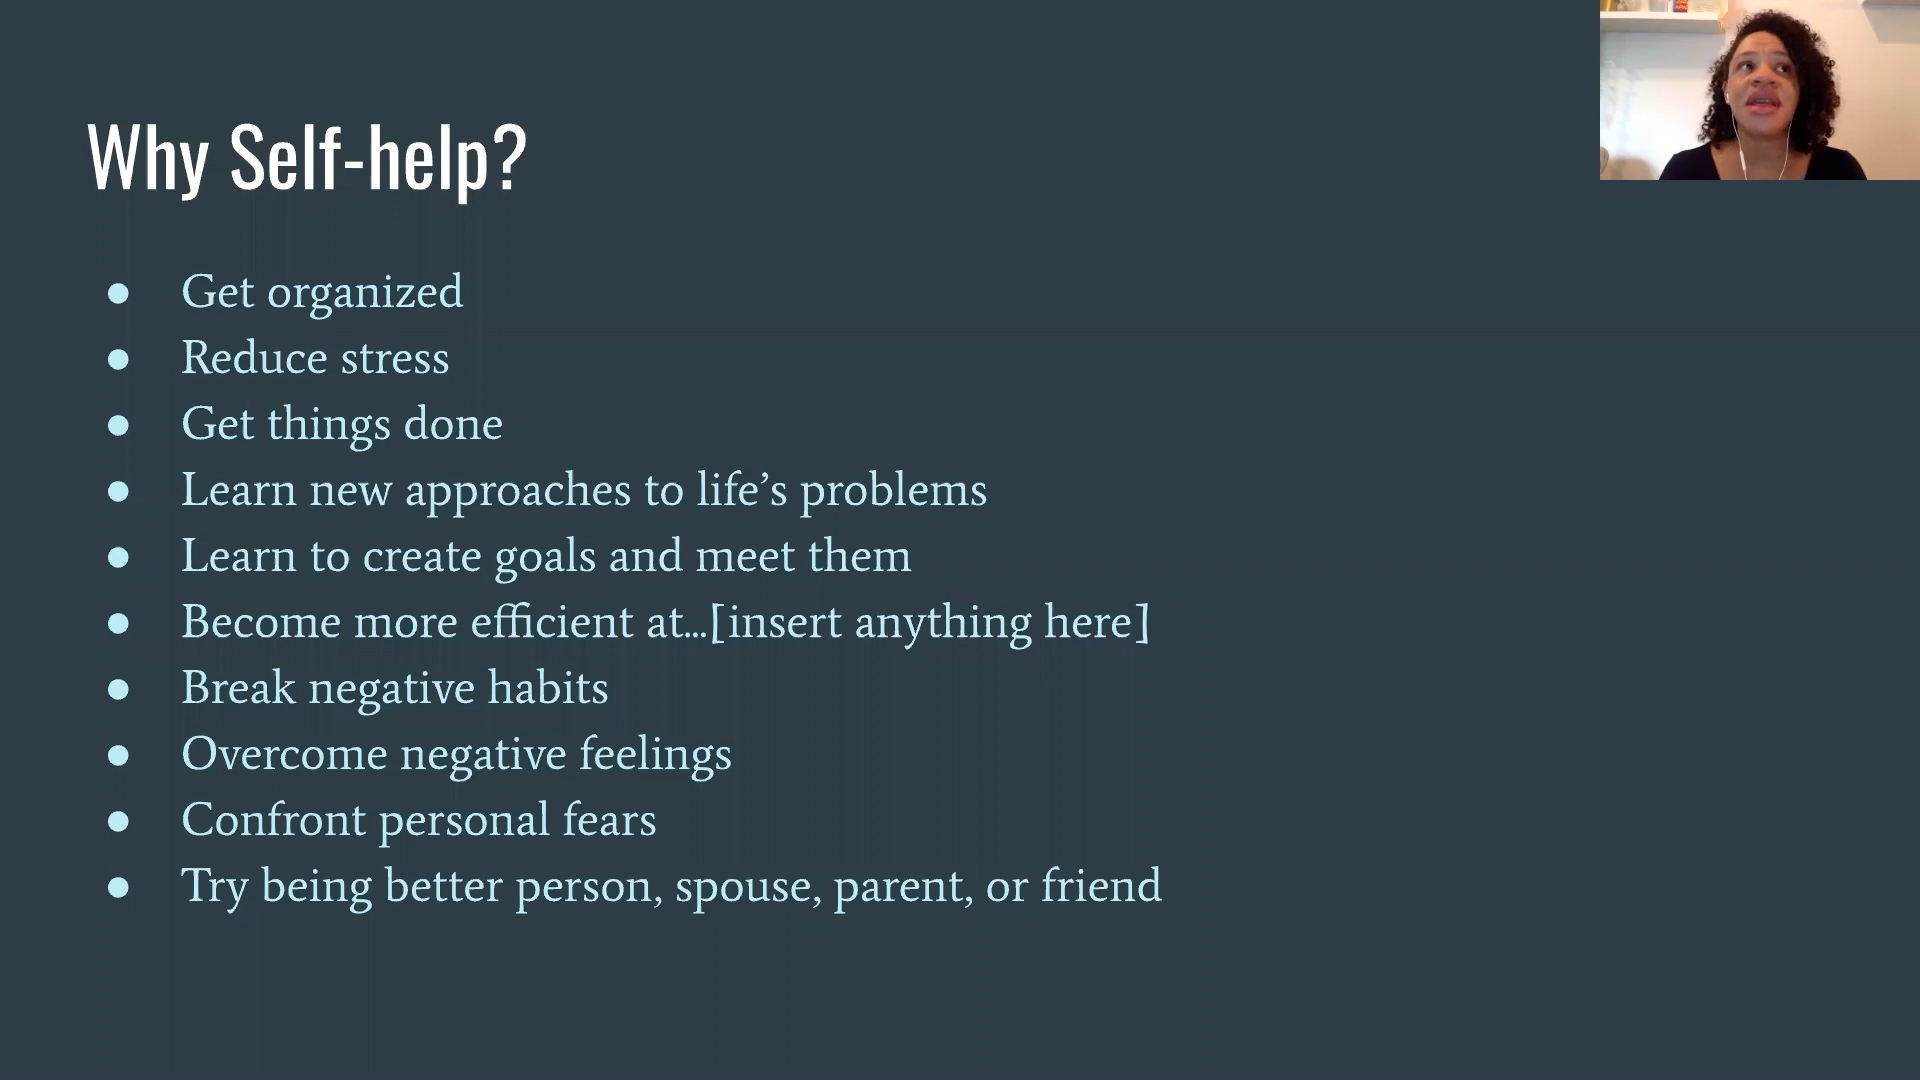 Why Self-help?
● Get organized
● Reduce stress
● Get things done
● Learn new approaches to life’s problems
● Learn to create goals and meet them
● Become more efficient at...[insert anything here]
● Break negative habits
● Overcome negative feelings
● Confront personal fears
● Try being better person, spouse, parent, or friend